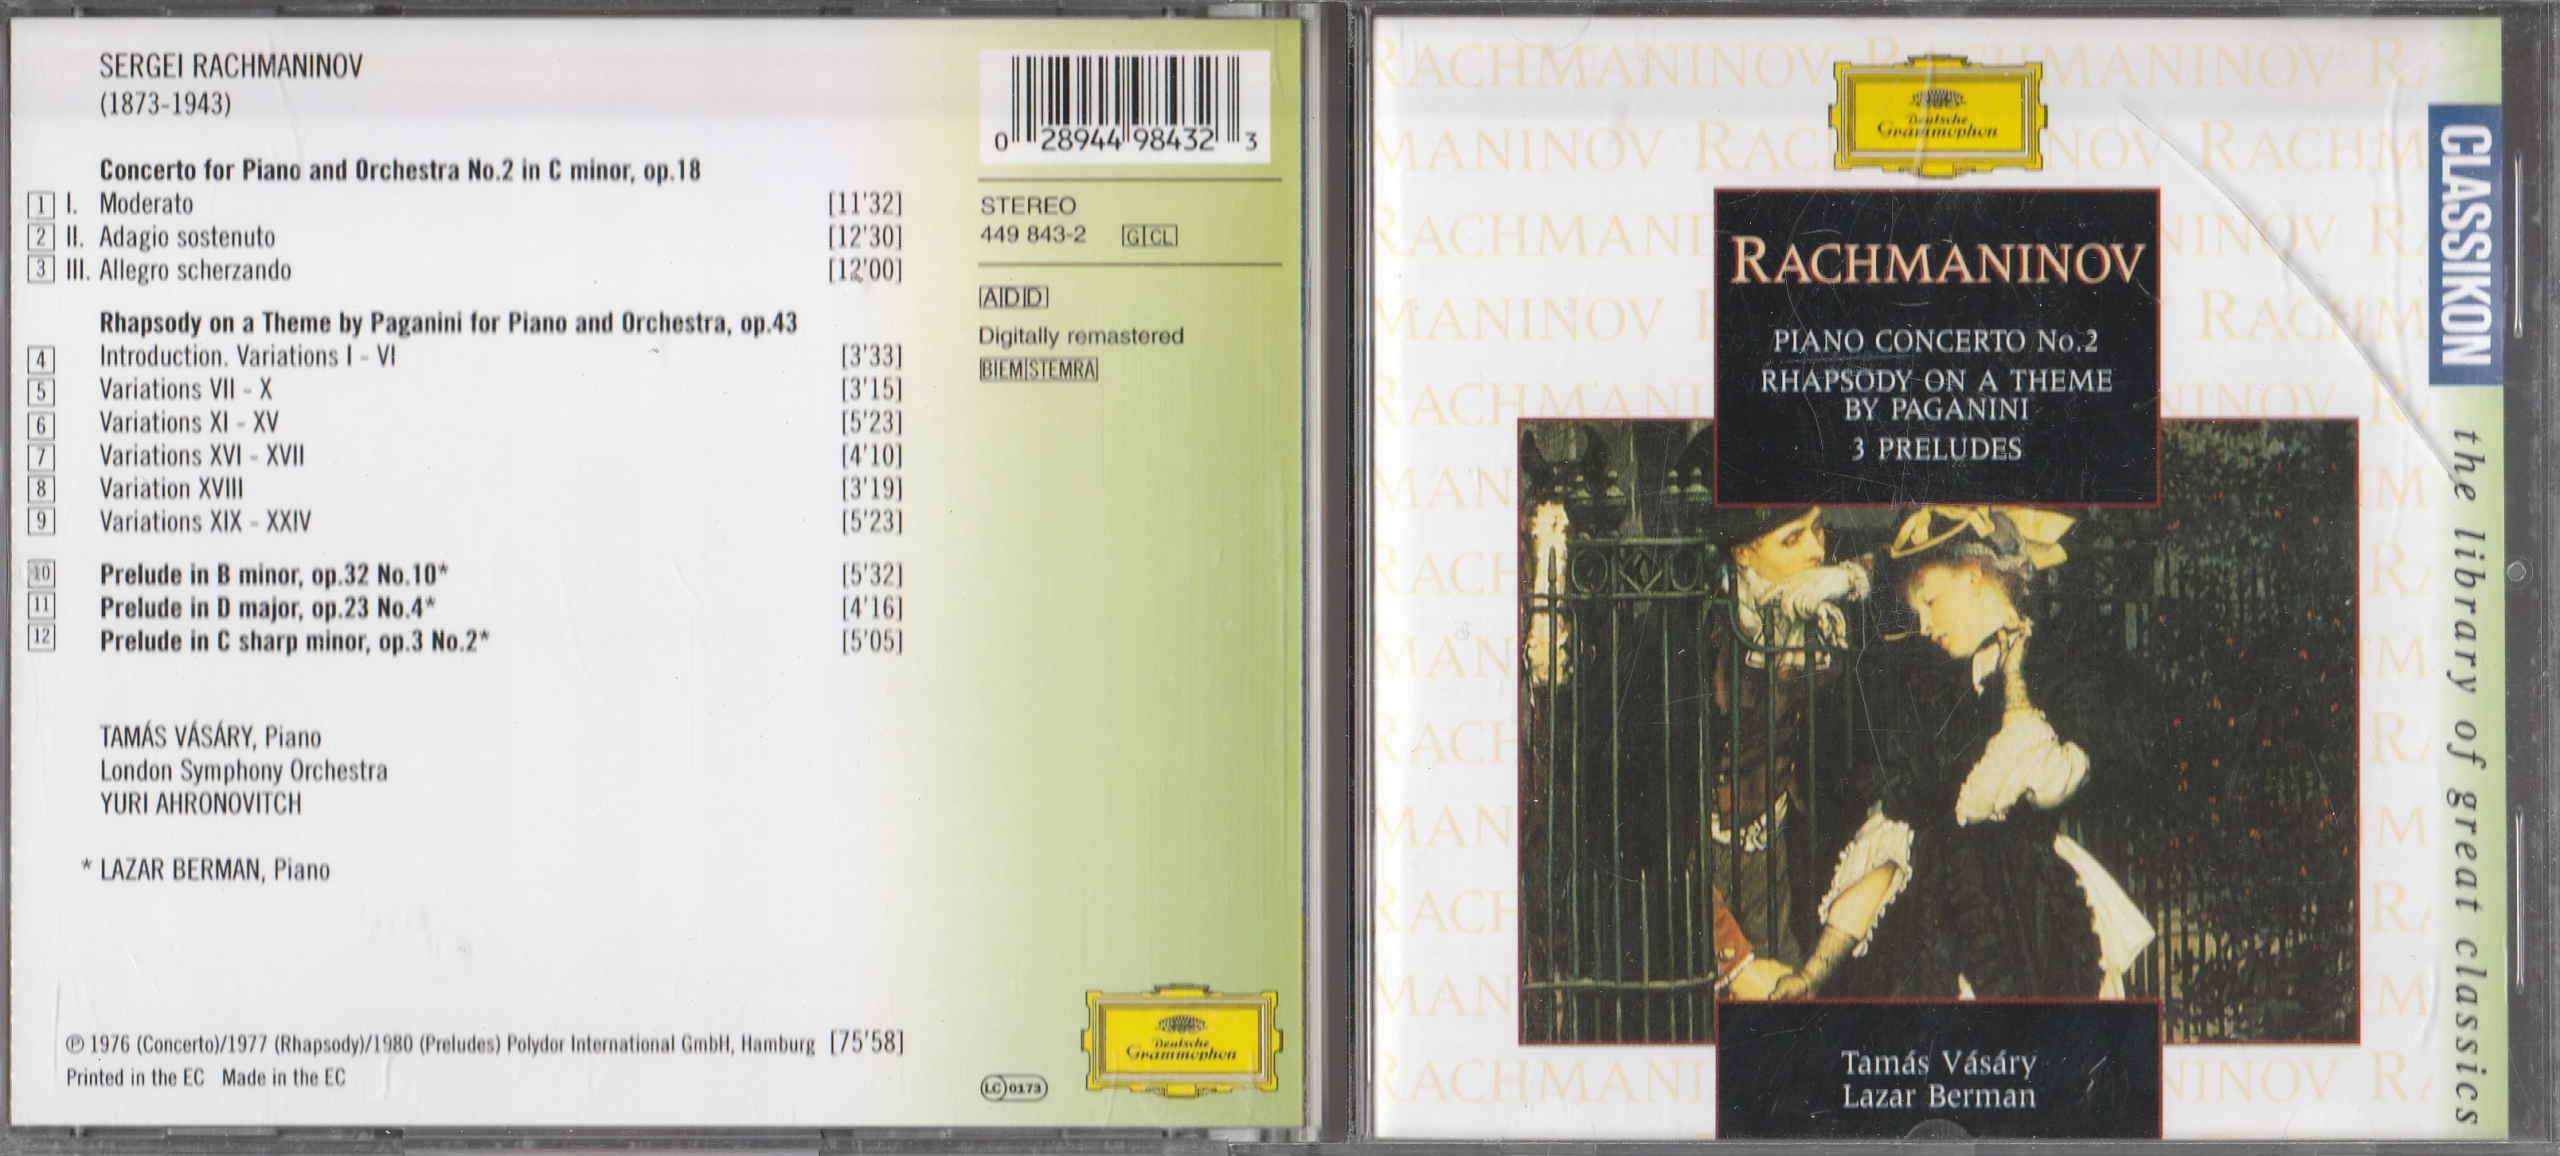 SERGEI RACHMANINOV
(1873-1943)
Concerto for Piano and Orchestra No.2 in C minor, op.18
1 I. Moderato [11'32]
2 II. Adagio sostenuto [12'30]
3 III. Allegro scherzando [12'00]
Rhapsody on a Theme by Paganini for Piano and Orchestra, op.43
4 Introduction. Variations I - VI [3'33]
5 Variations VII - X [3'15]
6 Variations XI - XV [5'23]
7 Variations XVI - XVII [4'10]
8 Variation XVIII [3'19]
9 Variations XIX - XXIV [5'23]
10 Prelude in B minor, op.32 No.10* [5'32]
11 Prelude in D major, op.23 No.4* [4'16]
12 Prelude in C sharp minor, op.3 No.2* [5'05]
TAMÁS VÁSÁRY, Piano
London Symphony Orchestra
YURI AHRONOVITCH
* LAZAR BERMAN, Piano
℗ 1976 (Concerto)/1977 (Rhapsody)/1980 (Preludes) Polydor International GmbH, Hamburg [75'58]
Printed in the EC Made in the EC
0 28944 98432 3
STEREO
449 843-2 G CL
ADD
Digitally remastered
BIEM STEMRA
LC 0173
Deutsche
Grammophon
RACHMANINOV RACHMANINOV RA
MANINOV RACHMANINOV RACHM
Deutsche
Grammophon
RACHMANINOV
PIANO CONCERTO No.2
RHAPSODY ON A THEME
BY PAGANINI
3 PRELUDES
Tamás Vásáry
Lazar Berman
CLASSIKON
the library of great classics